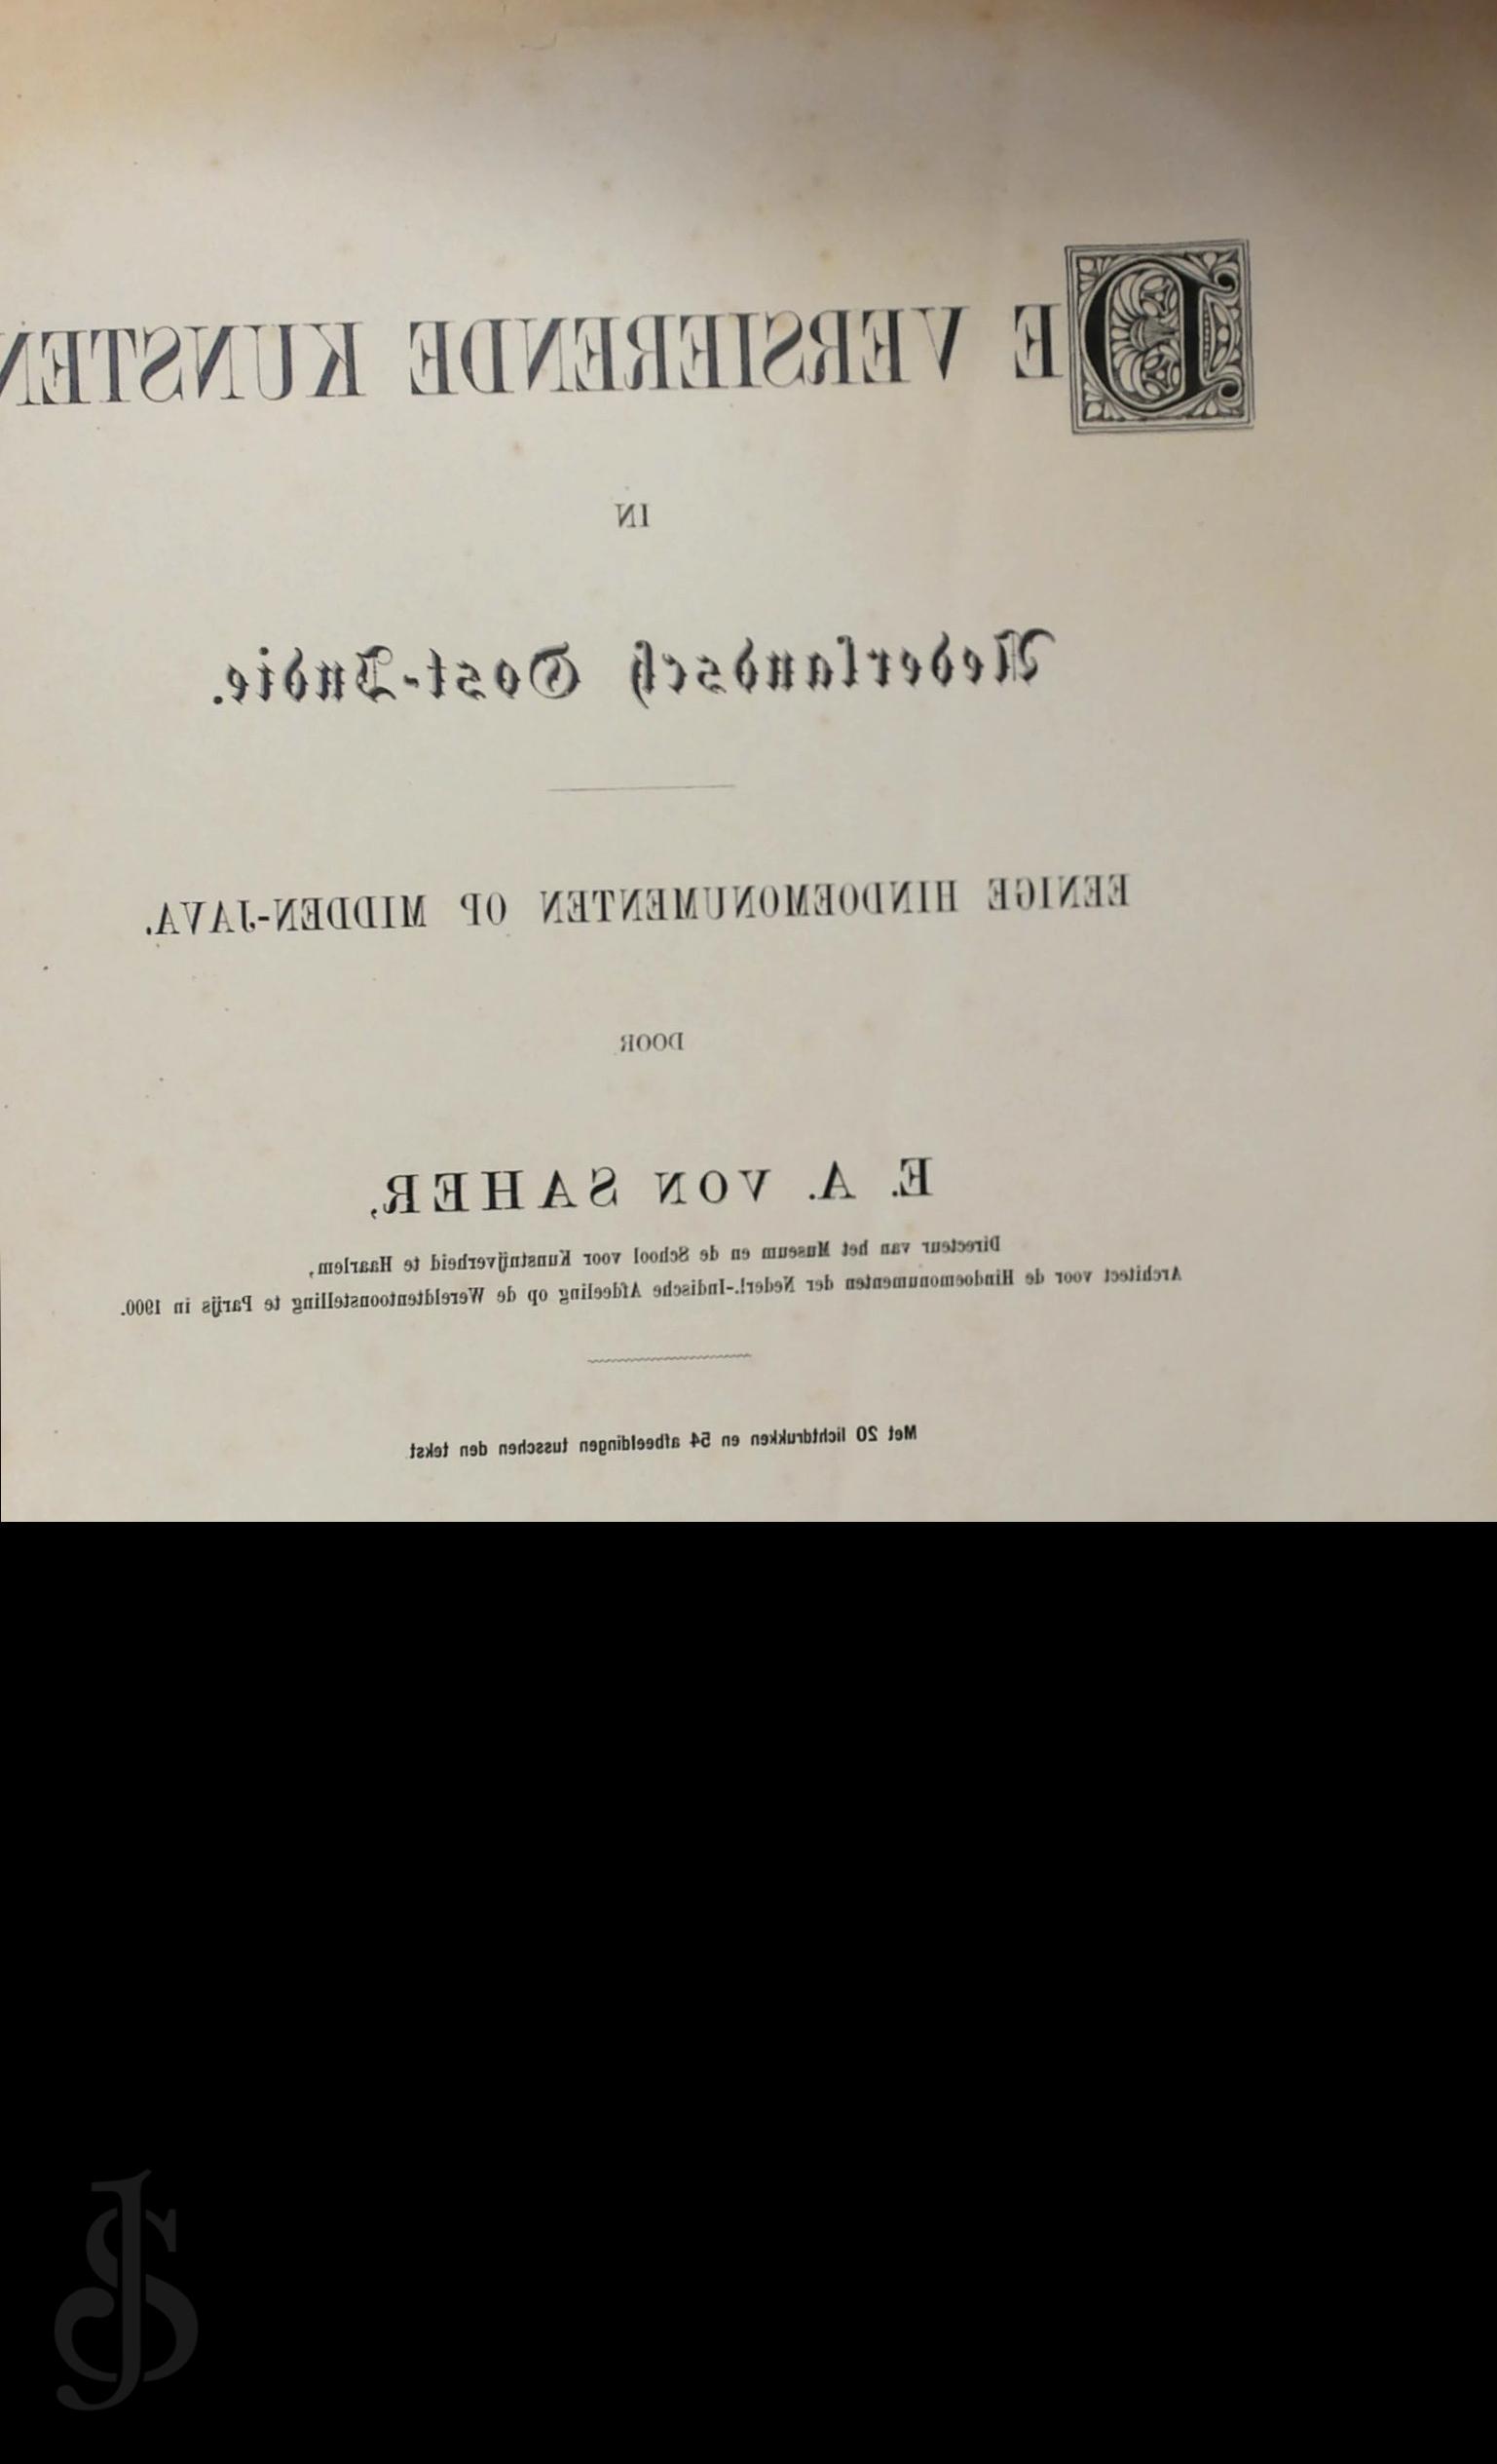 DE VERSIERENDE KUNSTEN
IN
Nederlandsch Oost-Indie.
EENIGE HINDOEMONUMENTEN OP MIDDEN-JAVA.
DOOR
E. A. VON SAHER,
Directeur van het Museum en de School voor Kunstnijverheid te Haarlem,
Architect voor de Hindoemonumenten der Nederl.-Indische Afdeeling op de Wereldtentoonstelling te Parijs in 1900.
Met 20 lichtdrukken en 54 afbeeldingen tusschen den tekst